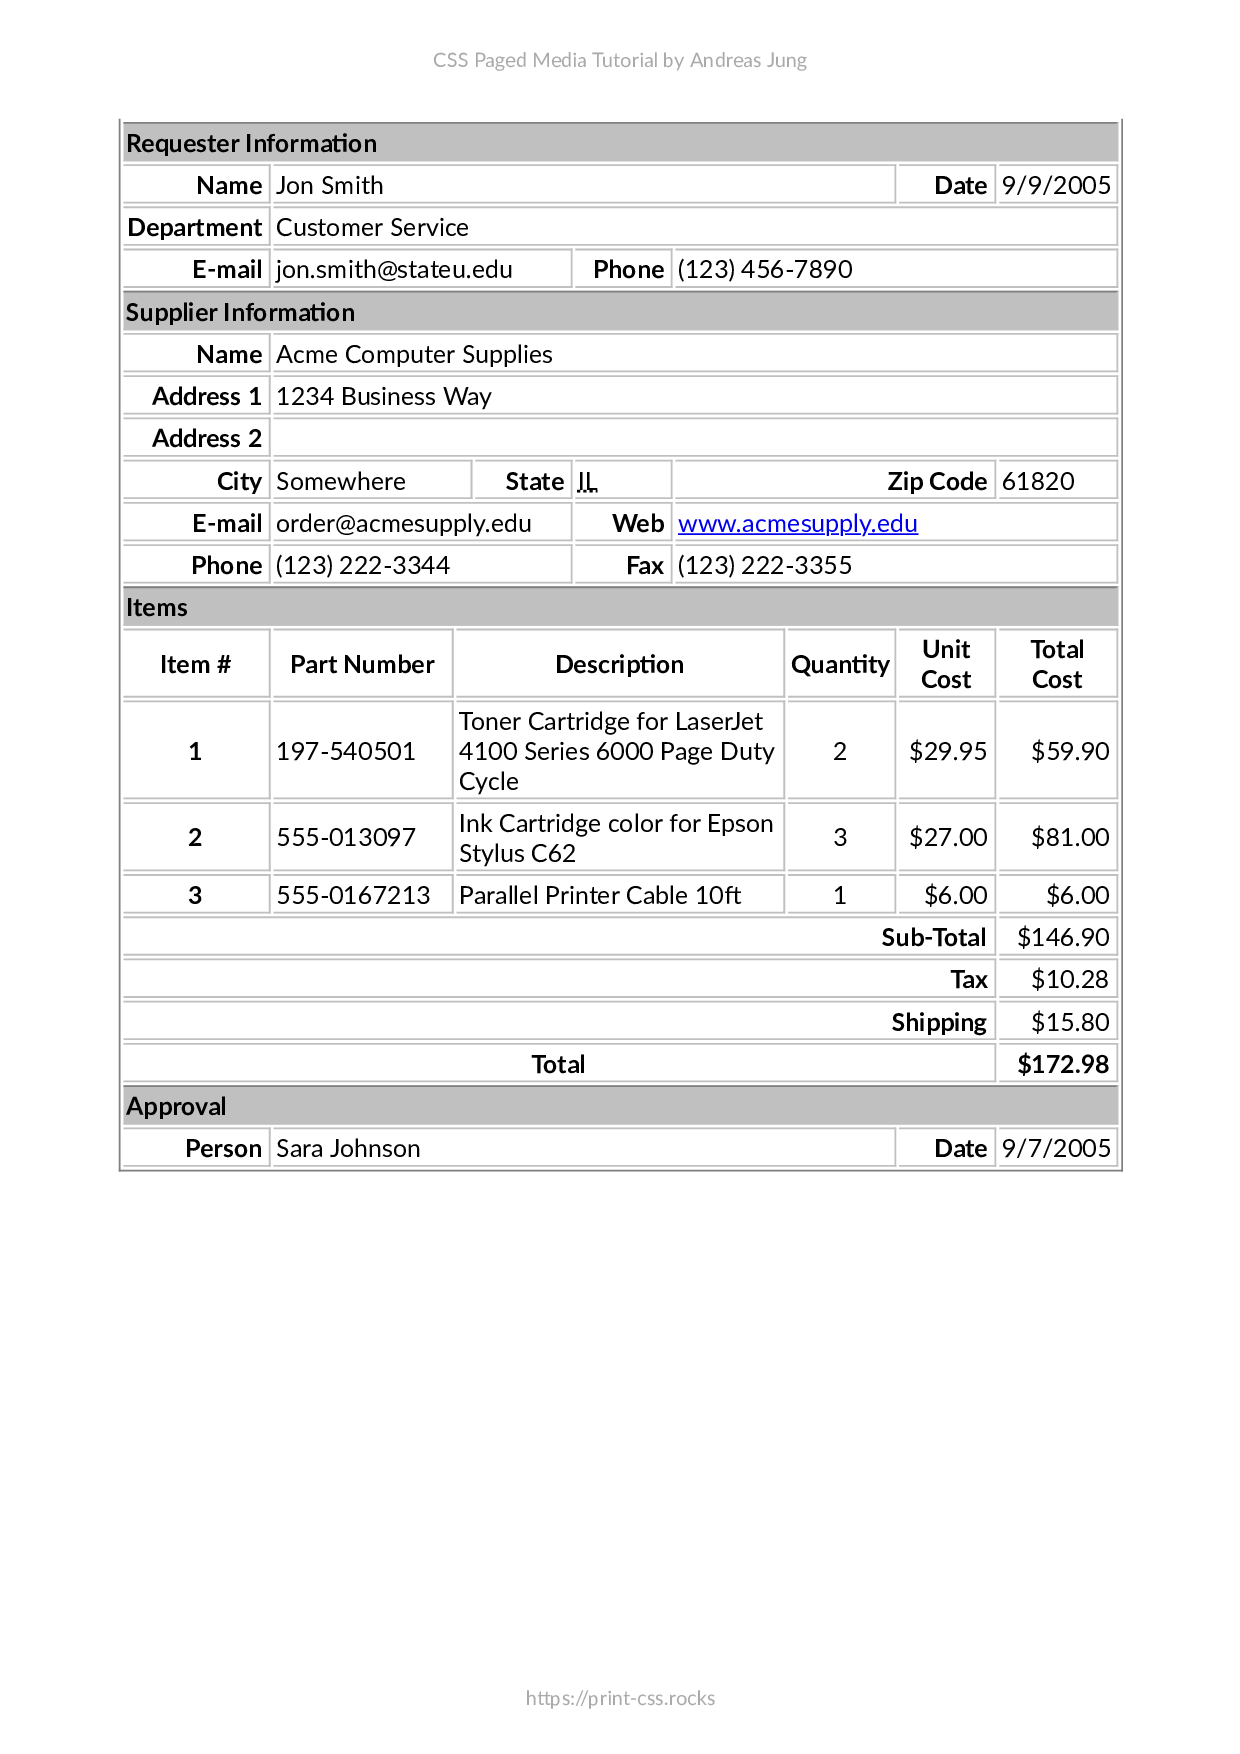 CSS Paged Media Tutorial by Andreas Jung
Requester Information
Name Jon Smith Date 9/9/2005
Department Customer Service
E-mail jon.smith@stateu.edu Phone (123) 456-7890
Supplier Information
Name Acme Computer Supplies
Address 1 1234 Business Way
Address 2
City Somewhere State IL Zip Code 61820
E-mail order@acmesupply.edu Web www.acmesupply.edu
Phone (123) 222-3344 Fax (123) 222-3355
Items
Item # Part Number Description Quantity Unit Cost Total Cost
1 197-540501 Toner Cartridge for LaserJet 4100 Series 6000 Page Duty Cycle 2 $29.95 $59.90
2 555-013097 Ink Cartridge color for Epson Stylus C62 3 $27.00 $81.00
3 555-0167213 Parallel Printer Cable 10ft 1 $6.00 $6.00
Sub-Total $146.90
Tax $10.28
Shipping $15.80
Total $172.98
Approval
Person Sara Johnson Date 9/7/2005
https://print-css.rocks